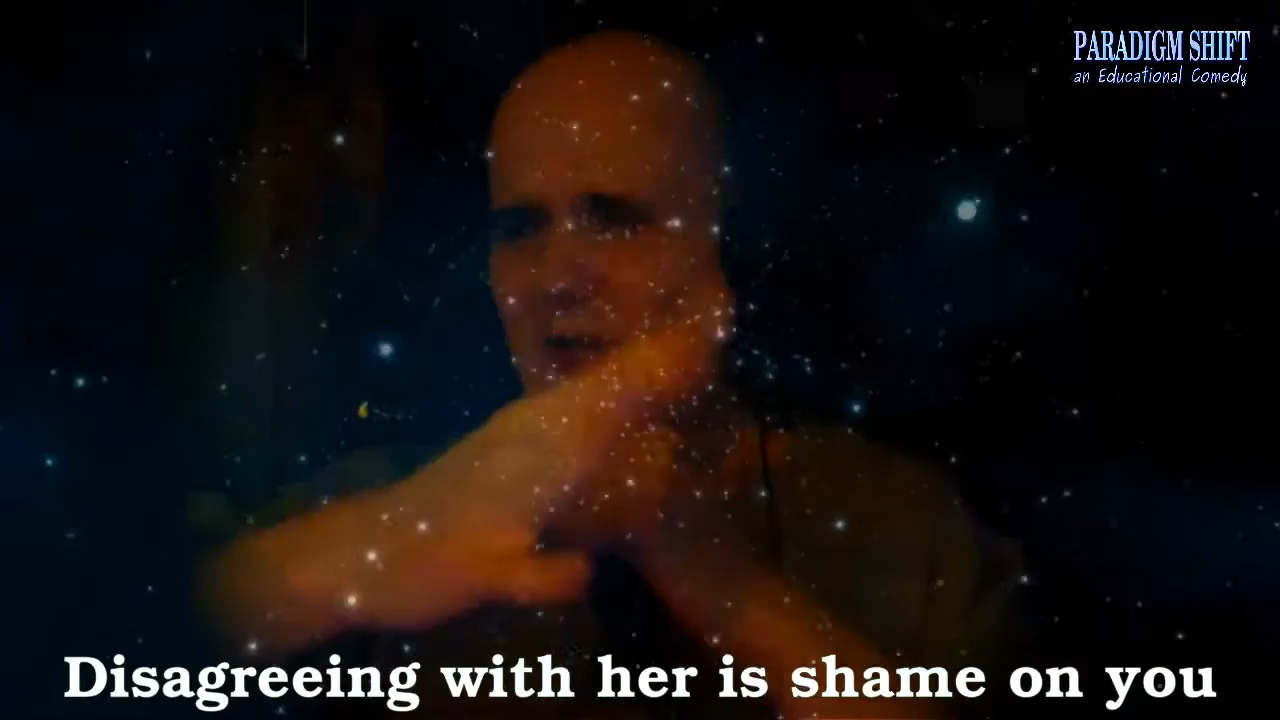 PARADIGM SHIFT
an Educational Comedy
Disagreeing with her is shame on you